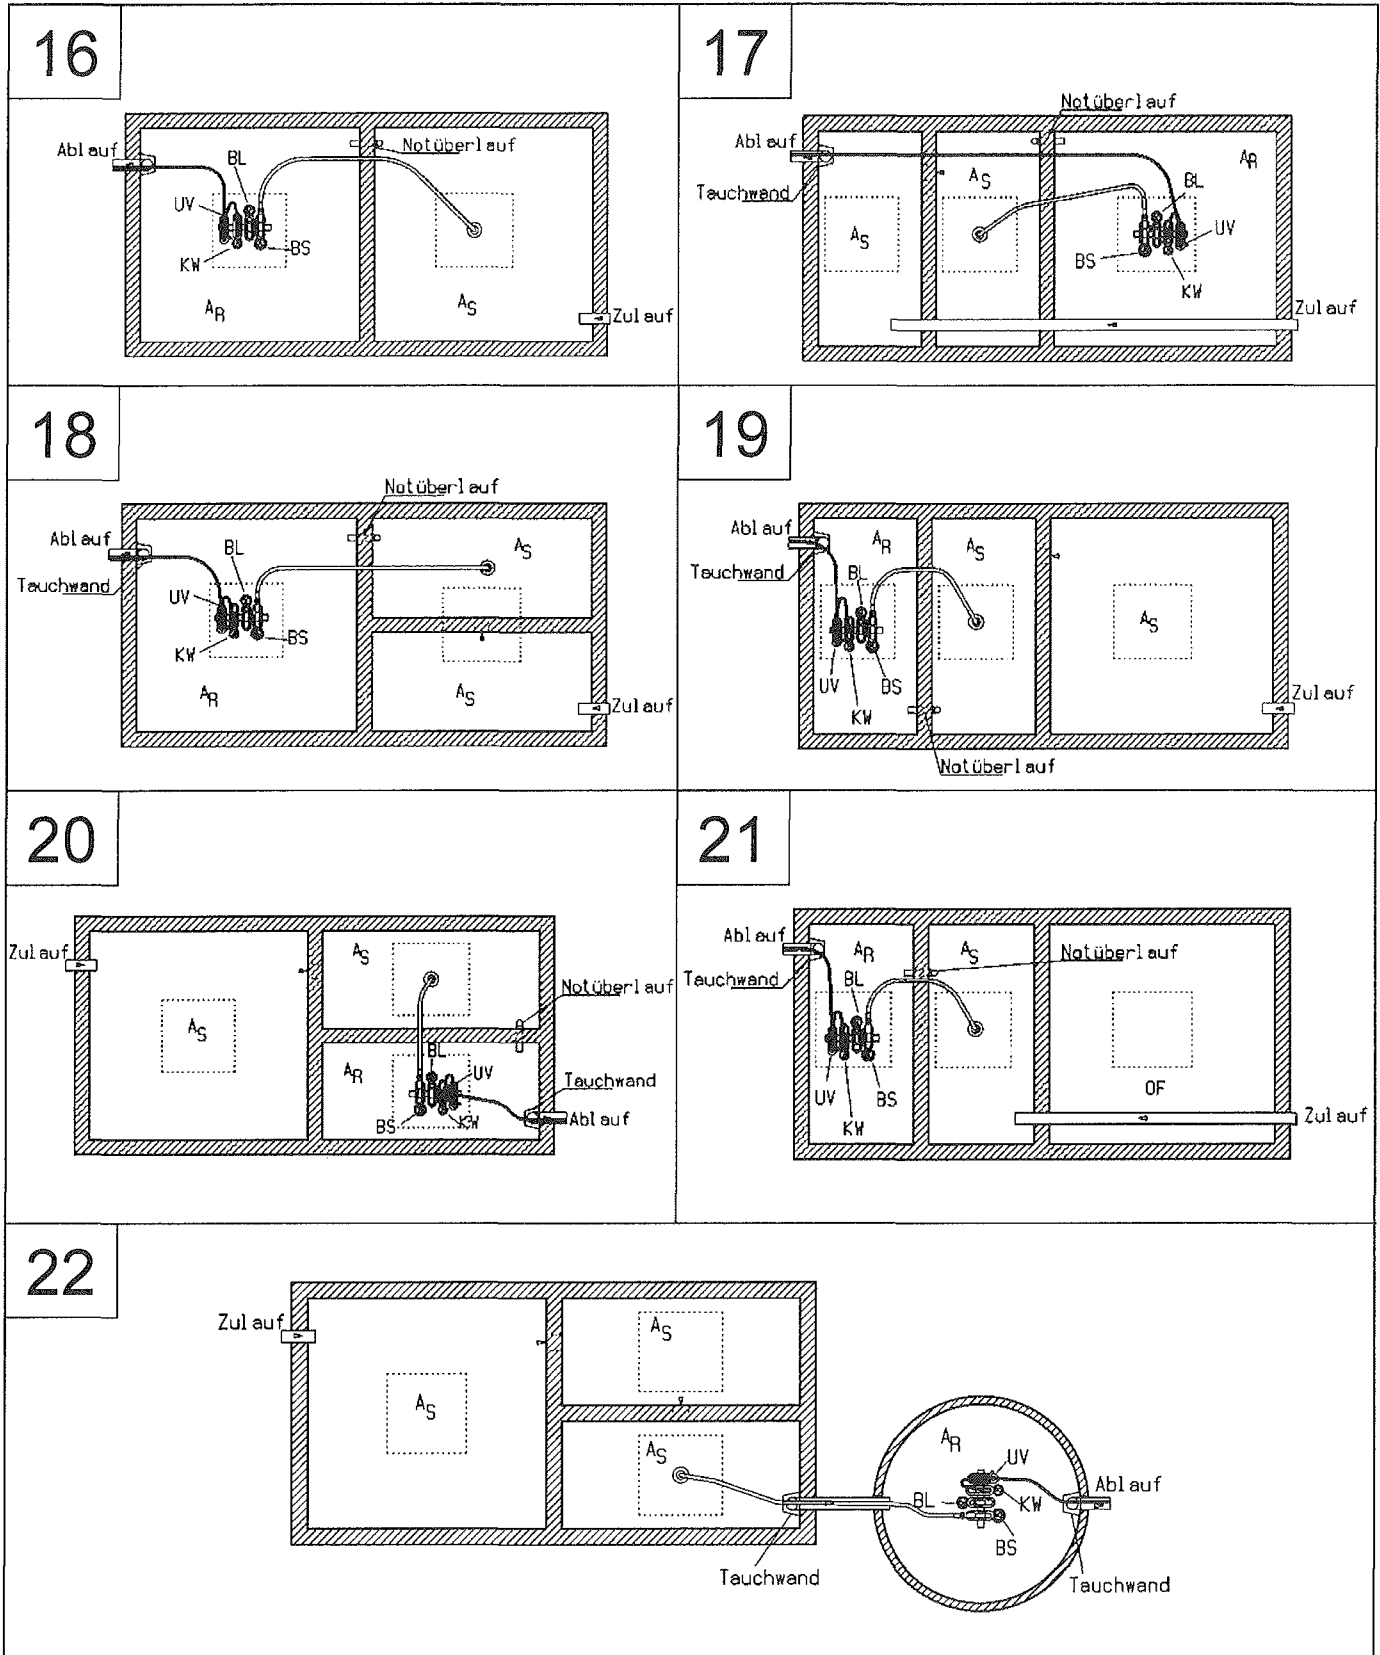 16
Ablauf
Notüberlauf
BL
UV
KW
BS
AR
AS
Zulauf
17
Notüberlauf
Ablauf
Tauchwand
AS
AS
AR
BL
UV
BS
KW
Zulauf
18
Notüberlauf
Ablauf
Tauchwand
BL
UV
KW
BS
AR
AS
AS
Zulauf
19
Ablauf
Tauchwand
AR
AS
BL
AS
UV
BS
KW
Zulauf
Notüberlauf
20
Zulauf
AS
AS
Notüberlauf
AR
BL
UV
Tauchwand
BS
KW
Ablauf
21
Ablauf
Tauchwand
AR
AS
Notüberlauf
BL
UV
BS
KW
OF
Zulauf
22
Zulauf
AS
AS
AS
AR
UV
BL
KW
Ablauf
BS
Tauchwand
Tauchwand